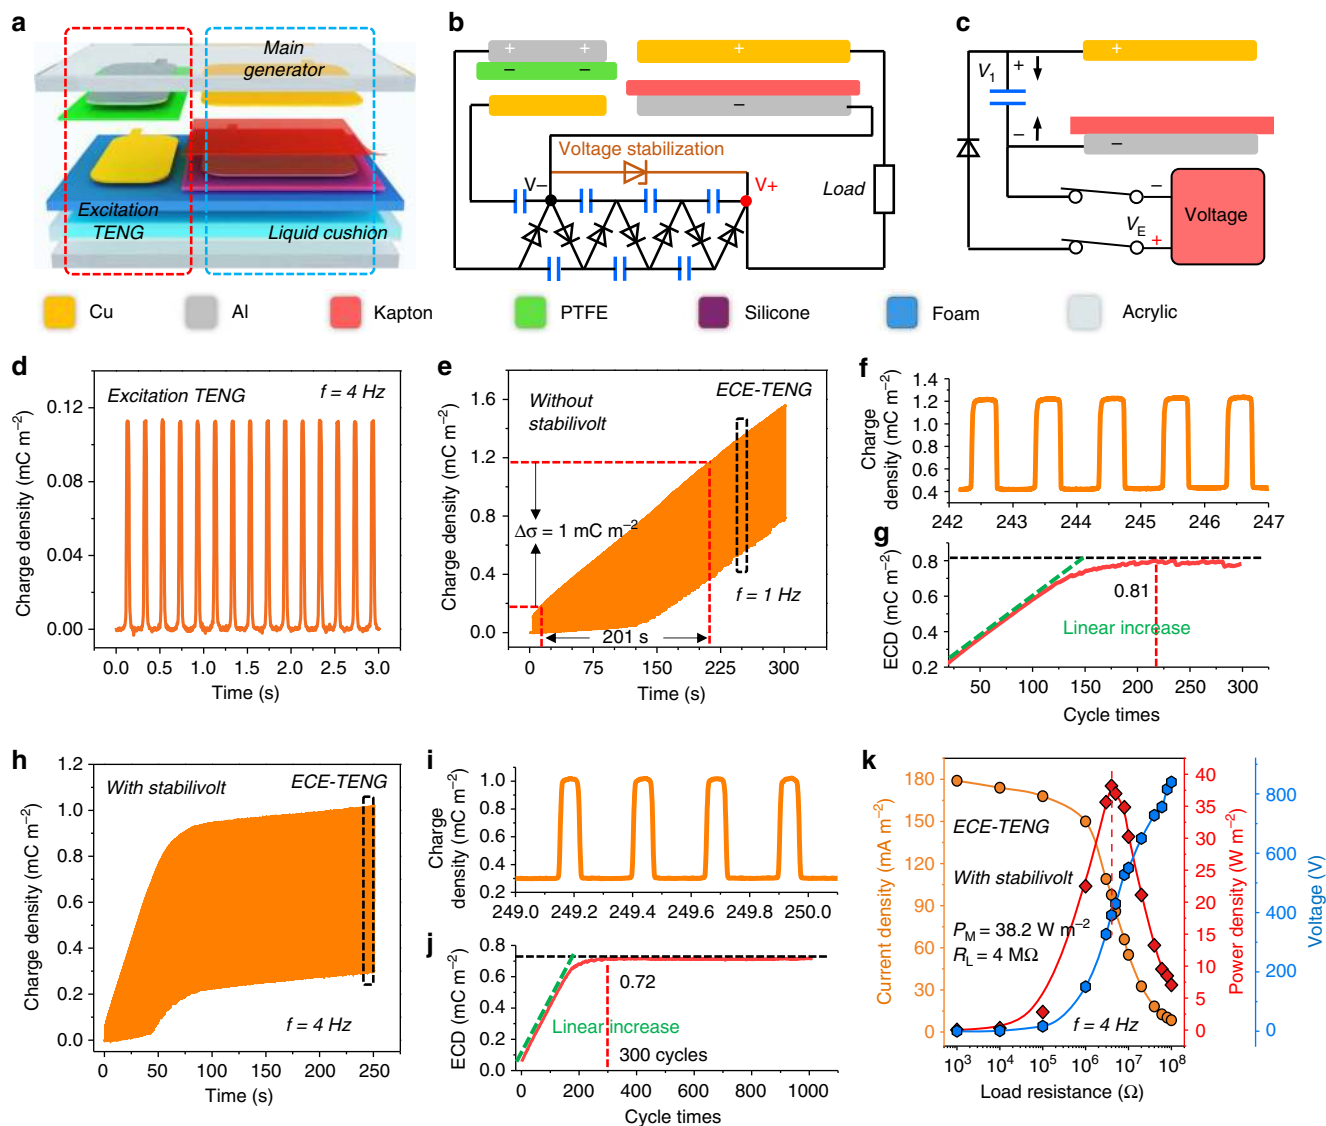 a
Main
generator
Excitation
TENG
Liquid cushion
b
+ + +
− − −
Voltage stabilization
V−
V+
Load
c
+
V1
+
−
−
−
VE
+
Voltage
Cu
Al
Kapton
PTFE
Silicone
Foam
Acrylic
d
Excitation TENG
f = 4 Hz
Charge density (mC m−2)
0.12
0.08
0.04
0.00
0.0 0.5 1.0 1.5 2.0 2.5 3.0
Time (s)
e
Without
stabilivolt
ECE-TENG
Charge density (mC m−2)
1.6
1.2
0.8
0.4
0.0
Δσ = 1 mC m−2
f = 1 Hz
201 s
0 75 150 225 300
Time (s)
f
Charge
density (mC m−2)
1.4
1.2
1.0
0.8
0.6
0.4
242 243 244 245 246 247
g
ECD (mC m−2)
1.0
0.8
0.6
0.4
0.2
0.81
Linear increase
50 100 150 200 250 300
Cycle times
h
With stabilivolt
ECE-TENG
Charge density (mC m−2)
1.2
1.0
0.8
0.6
0.4
0.2
0.0
f = 4 Hz
0 50 100 150 200 250
Time (s)
i
Charge
density (mC m−2)
1.0
0.8
0.6
0.4
0.2
249.0 249.2 249.4 249.6 249.8 250.0
j
ECD (mC m−2)
0.8
0.6
0.4
0.2
0.0
0.72
Linear increase
300 cycles
0 200 400 600 800 1000
Cycle times
k
Current density (mA m−2)
180
150
120
90
60
30
0
ECE-TENG
With stabilivolt
PM = 38.2 W m−2
RL = 4 MΩ
f = 4 Hz
40
35
30
25
20
15
10
5
0
Power density (W m−2)
800
600
400
200
0
Voltage (V)
10³ 10⁴ 10⁵ 10⁶ 10⁷ 10⁸
Load resistance (Ω)